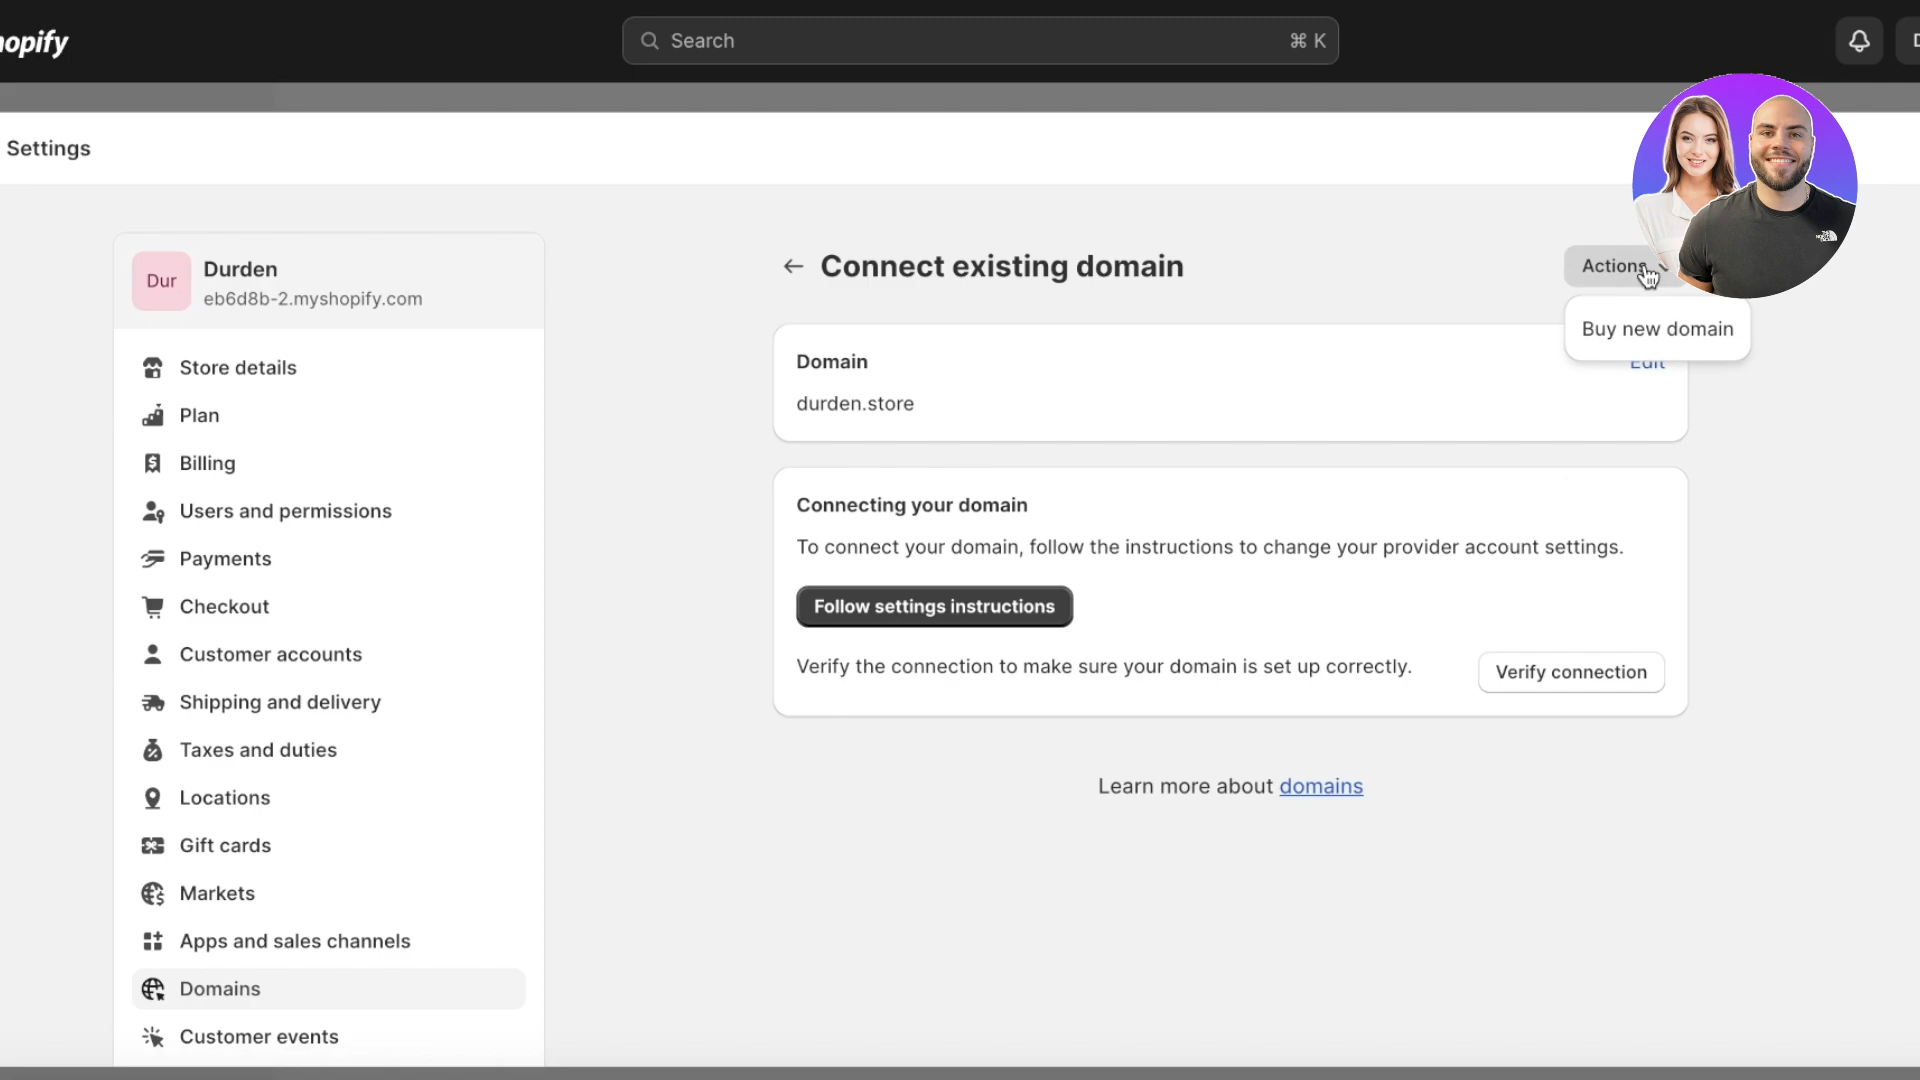 hopify
Search
⌘ K
D
Settings
Dur
Durden
eb6d8b-2.myshopify.com
Store details
Plan
Billing
Users and permissions
Payments
Checkout
Customer accounts
Shipping and delivery
Taxes and duties
Locations
Gift cards
Markets
Apps and sales channels
Domains
Customer events
Connect existing domain
Actions
Buy new domain
Domain
Edit
durden.store
Connecting your domain
To connect your domain, follow the instructions to change your provider account settings.
Follow settings instructions
Verify the connection to make sure your domain is set up correctly.
Verify connection
Learn more about domains